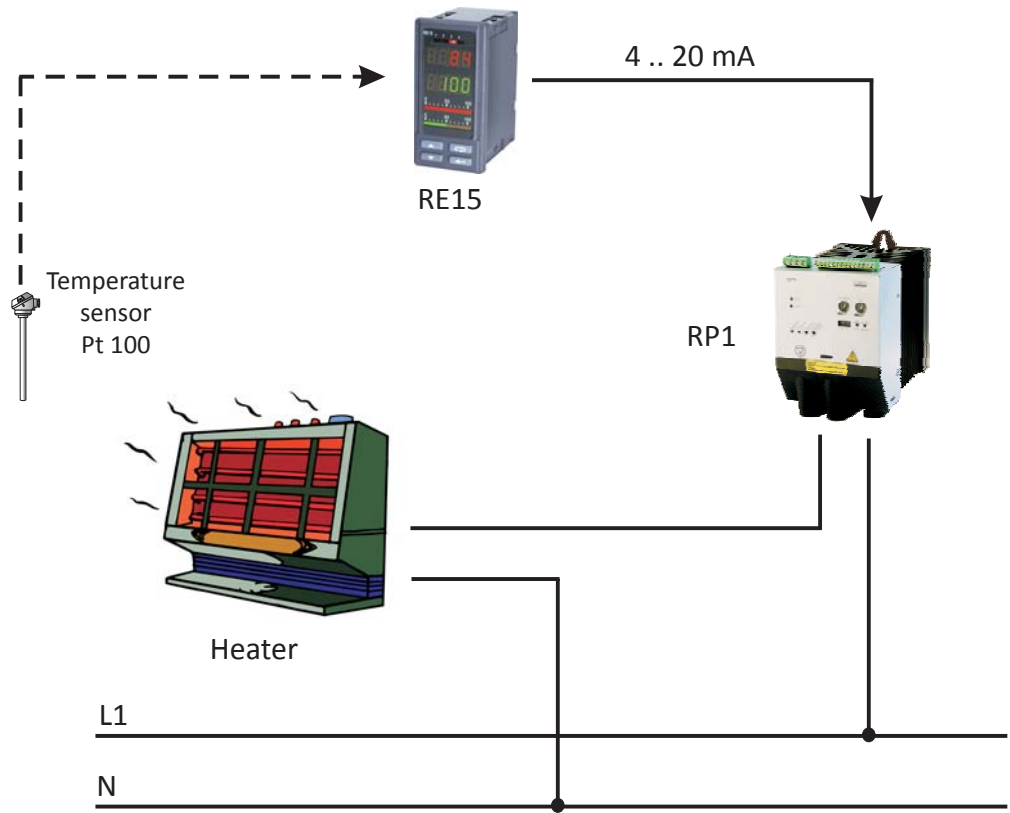 4 .. 20 mA
84
100
RE15
Temperature
sensor
Pt 100
RP1
Heater
L1
N